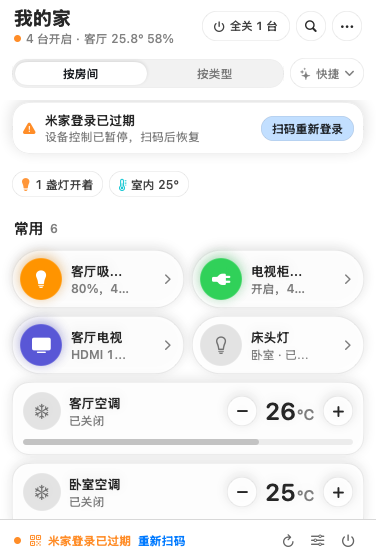 我的家
4 台开启 · 客厅 25.8° 58%
全关 1 台
按房间
按类型
快捷
米家登录已过期
设备控制已暂停，扫码后恢复
扫码重新登录
1 盏灯开着
室内 25°
常用 6
客厅吸...
80%，4...
电视柜...
开启，4...
客厅电视
HDMI 1...
床头灯
卧室 · 已...
客厅空调
已关闭
26°C
卧室空调
已关闭
25°C
米家登录已过期 重新扫码